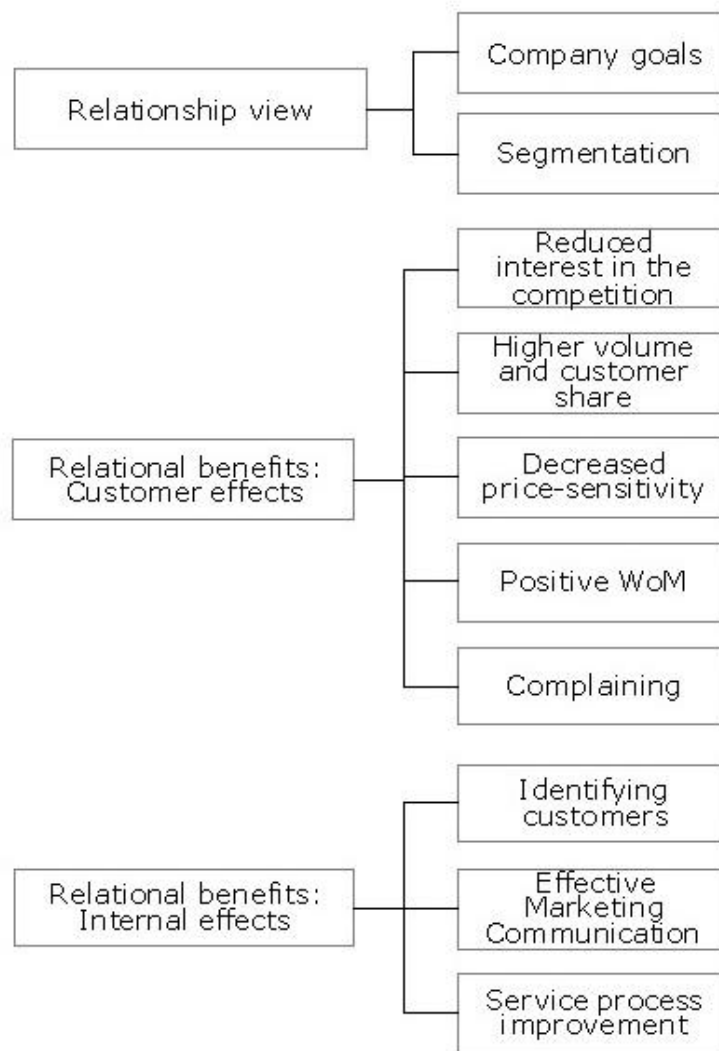 Company goals
Relationship view
Segmentation
Reduced
interest in the
competition
Higher volume
and customer
share
Relational benefits:
Customer effects
Decreased
price-sensitivity
Positive WoM
Complaining
Identifying
customers
Relational benefits:
Internal effects
Effective
Marketing
Communication
Service process
improvement